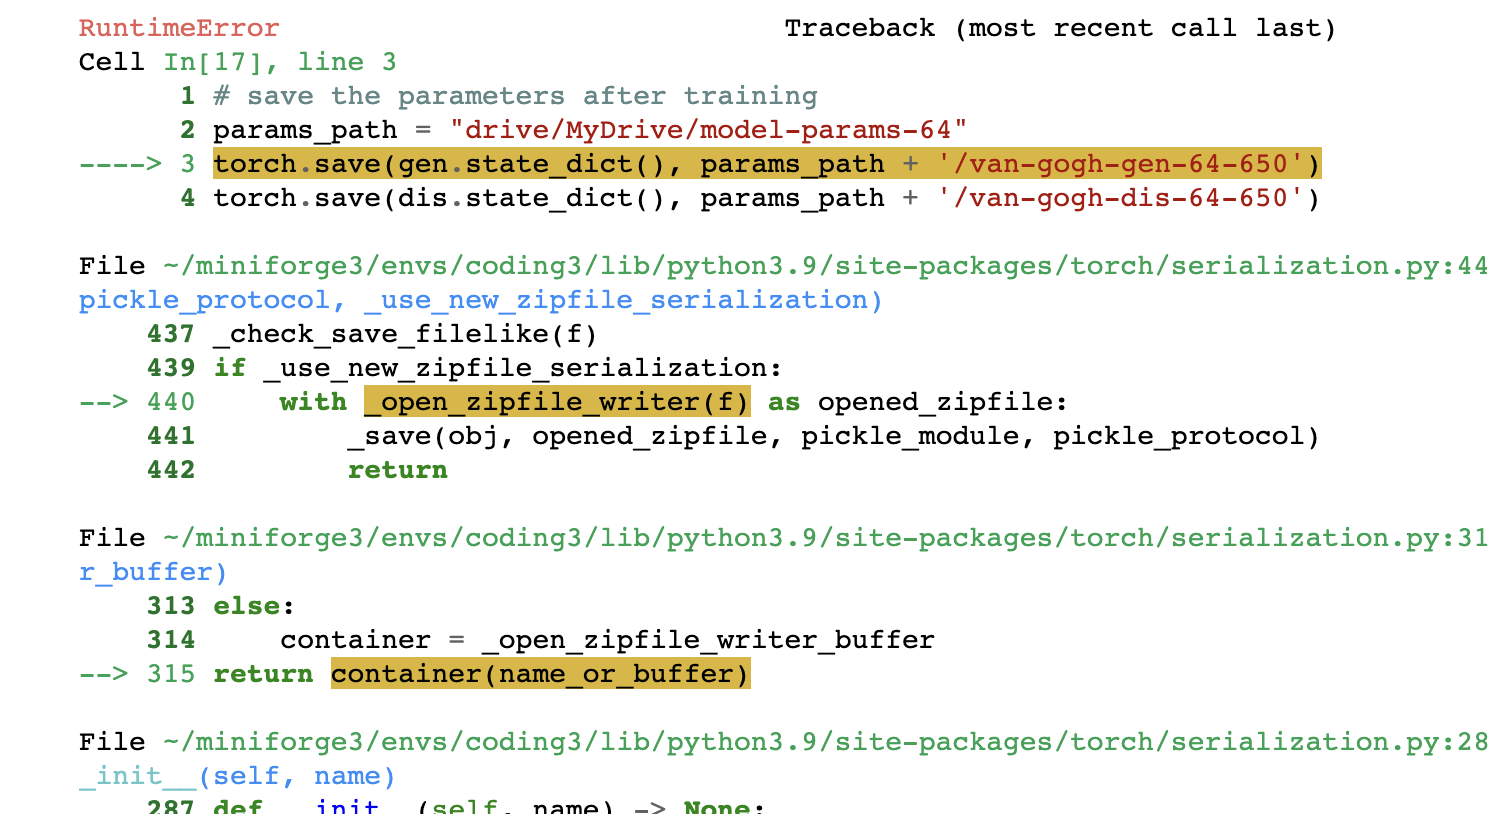 RuntimeError Traceback (most recent call last)
Cell In[17], line 3
1 # save the parameters after training
2 params_path = "drive/MyDrive/model-params-64"
----> 3 torch.save(gen.state_dict(), params_path + '/van-gogh-gen-64-650')
4 torch.save(dis.state_dict(), params_path + '/van-gogh-dis-64-650')
File ~/miniforge3/envs/coding3/lib/python3.9/site-packages/torch/serialization.py:44
pickle_protocol, _use_new_zipfile_serialization)
437 _check_save_filelike(f)
439 if _use_new_zipfile_serialization:
--> 440 with _open_zipfile_writer(f) as opened_zipfile:
441 _save(obj, opened_zipfile, pickle_module, pickle_protocol)
442 return
File ~/miniforge3/envs/coding3/lib/python3.9/site-packages/torch/serialization.py:31
r_buffer)
313 else:
314 container = _open_zipfile_writer_buffer
--> 315 return container(name_or_buffer)
File ~/miniforge3/envs/coding3/lib/python3.9/site-packages/torch/serialization.py:28
_init__(self, name)
287 def __init__(self, name) -> None: